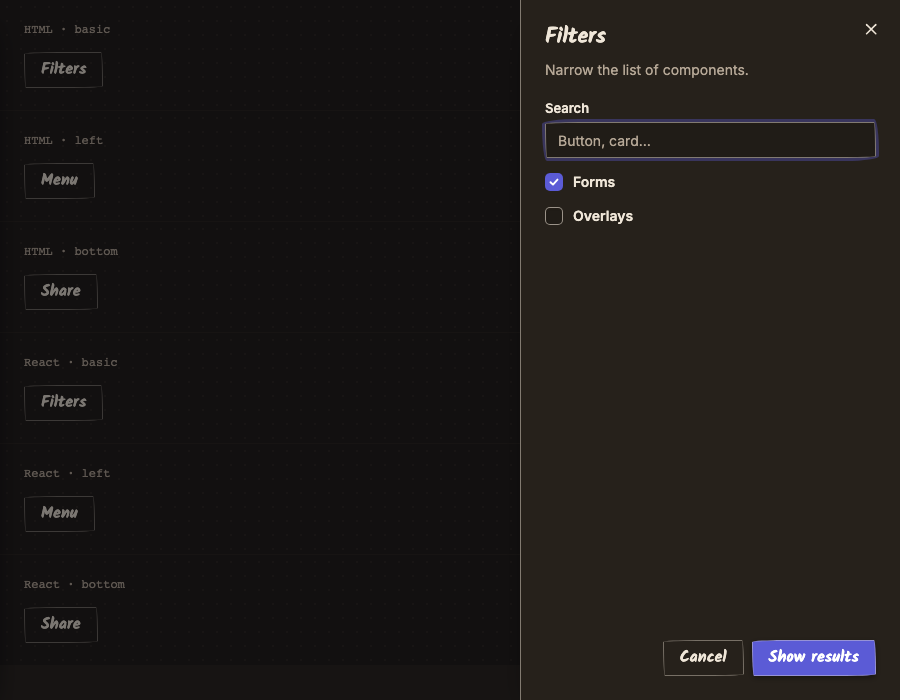 HTML · basic
Filters
HTML · left
Menu
HTML · bottom
Share
React · basic
Filters
React · left
Menu
React · bottom
Share
Filters
Narrow the list of components.
Search
Button, card...
Forms
Overlays
Cancel
Show results